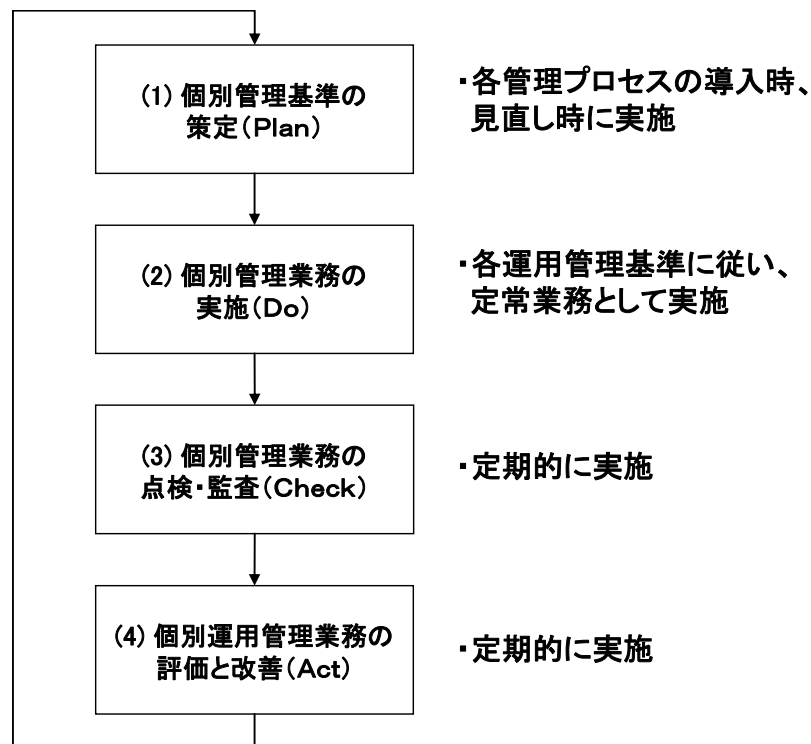 (1) 個別管理基準の
策定(Plan)
・各管理プロセスの導入時、
見直し時に実施
(2) 個別管理業務の
実施(Do)
・各運用管理基準に従い、
定常業務として実施
(3) 個別管理業務の
点検・監査(Check)
・定期的に実施
(4) 個別運用管理業務の
評価と改善(Act)
・定期的に実施